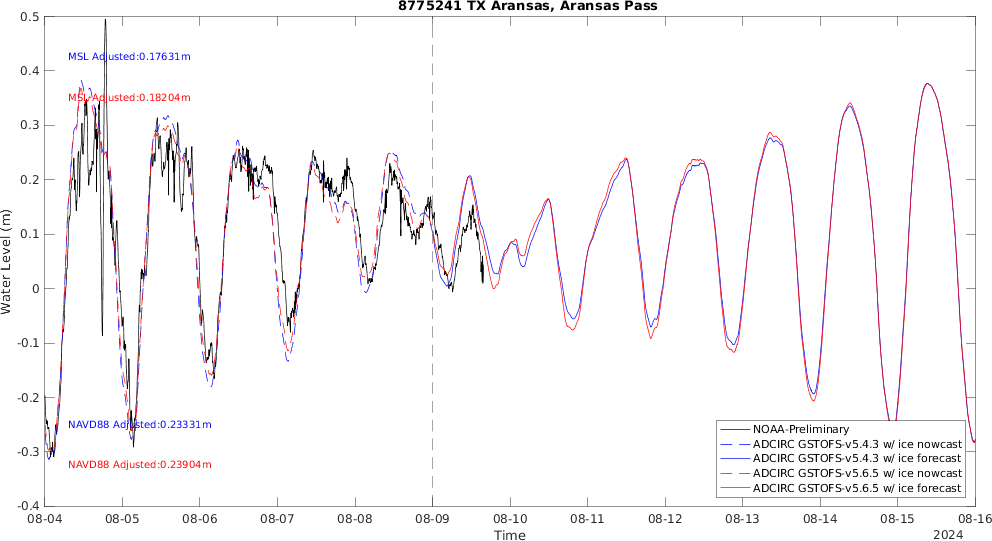 8775241 TX Aransas, Aransas Pass
0.5
0.4
0.3
0.2
0.1
0
-0.1
-0.2
-0.3
-0.4
Water Level (m)
MSL Adjusted:0.17631m
MSL Adjusted:0.18204m
NAVD88 Adjusted:0.23331m
NAVD88 Adjusted:0.23904m
NOAA-Preliminary
ADCIRC GSTOFS-v5.4.3 w/ ice nowcast
ADCIRC GSTOFS-v5.4.3 w/ ice forecast
ADCIRC GSTOFS-v5.6.5 w/ ice nowcast
ADCIRC GSTOFS-v5.6.5 w/ ice forecast
08-04 08-05 08-06 08-07 08-08 08-09 08-10 08-11 08-12 08-13 08-14 08-15 08-16
Time
2024